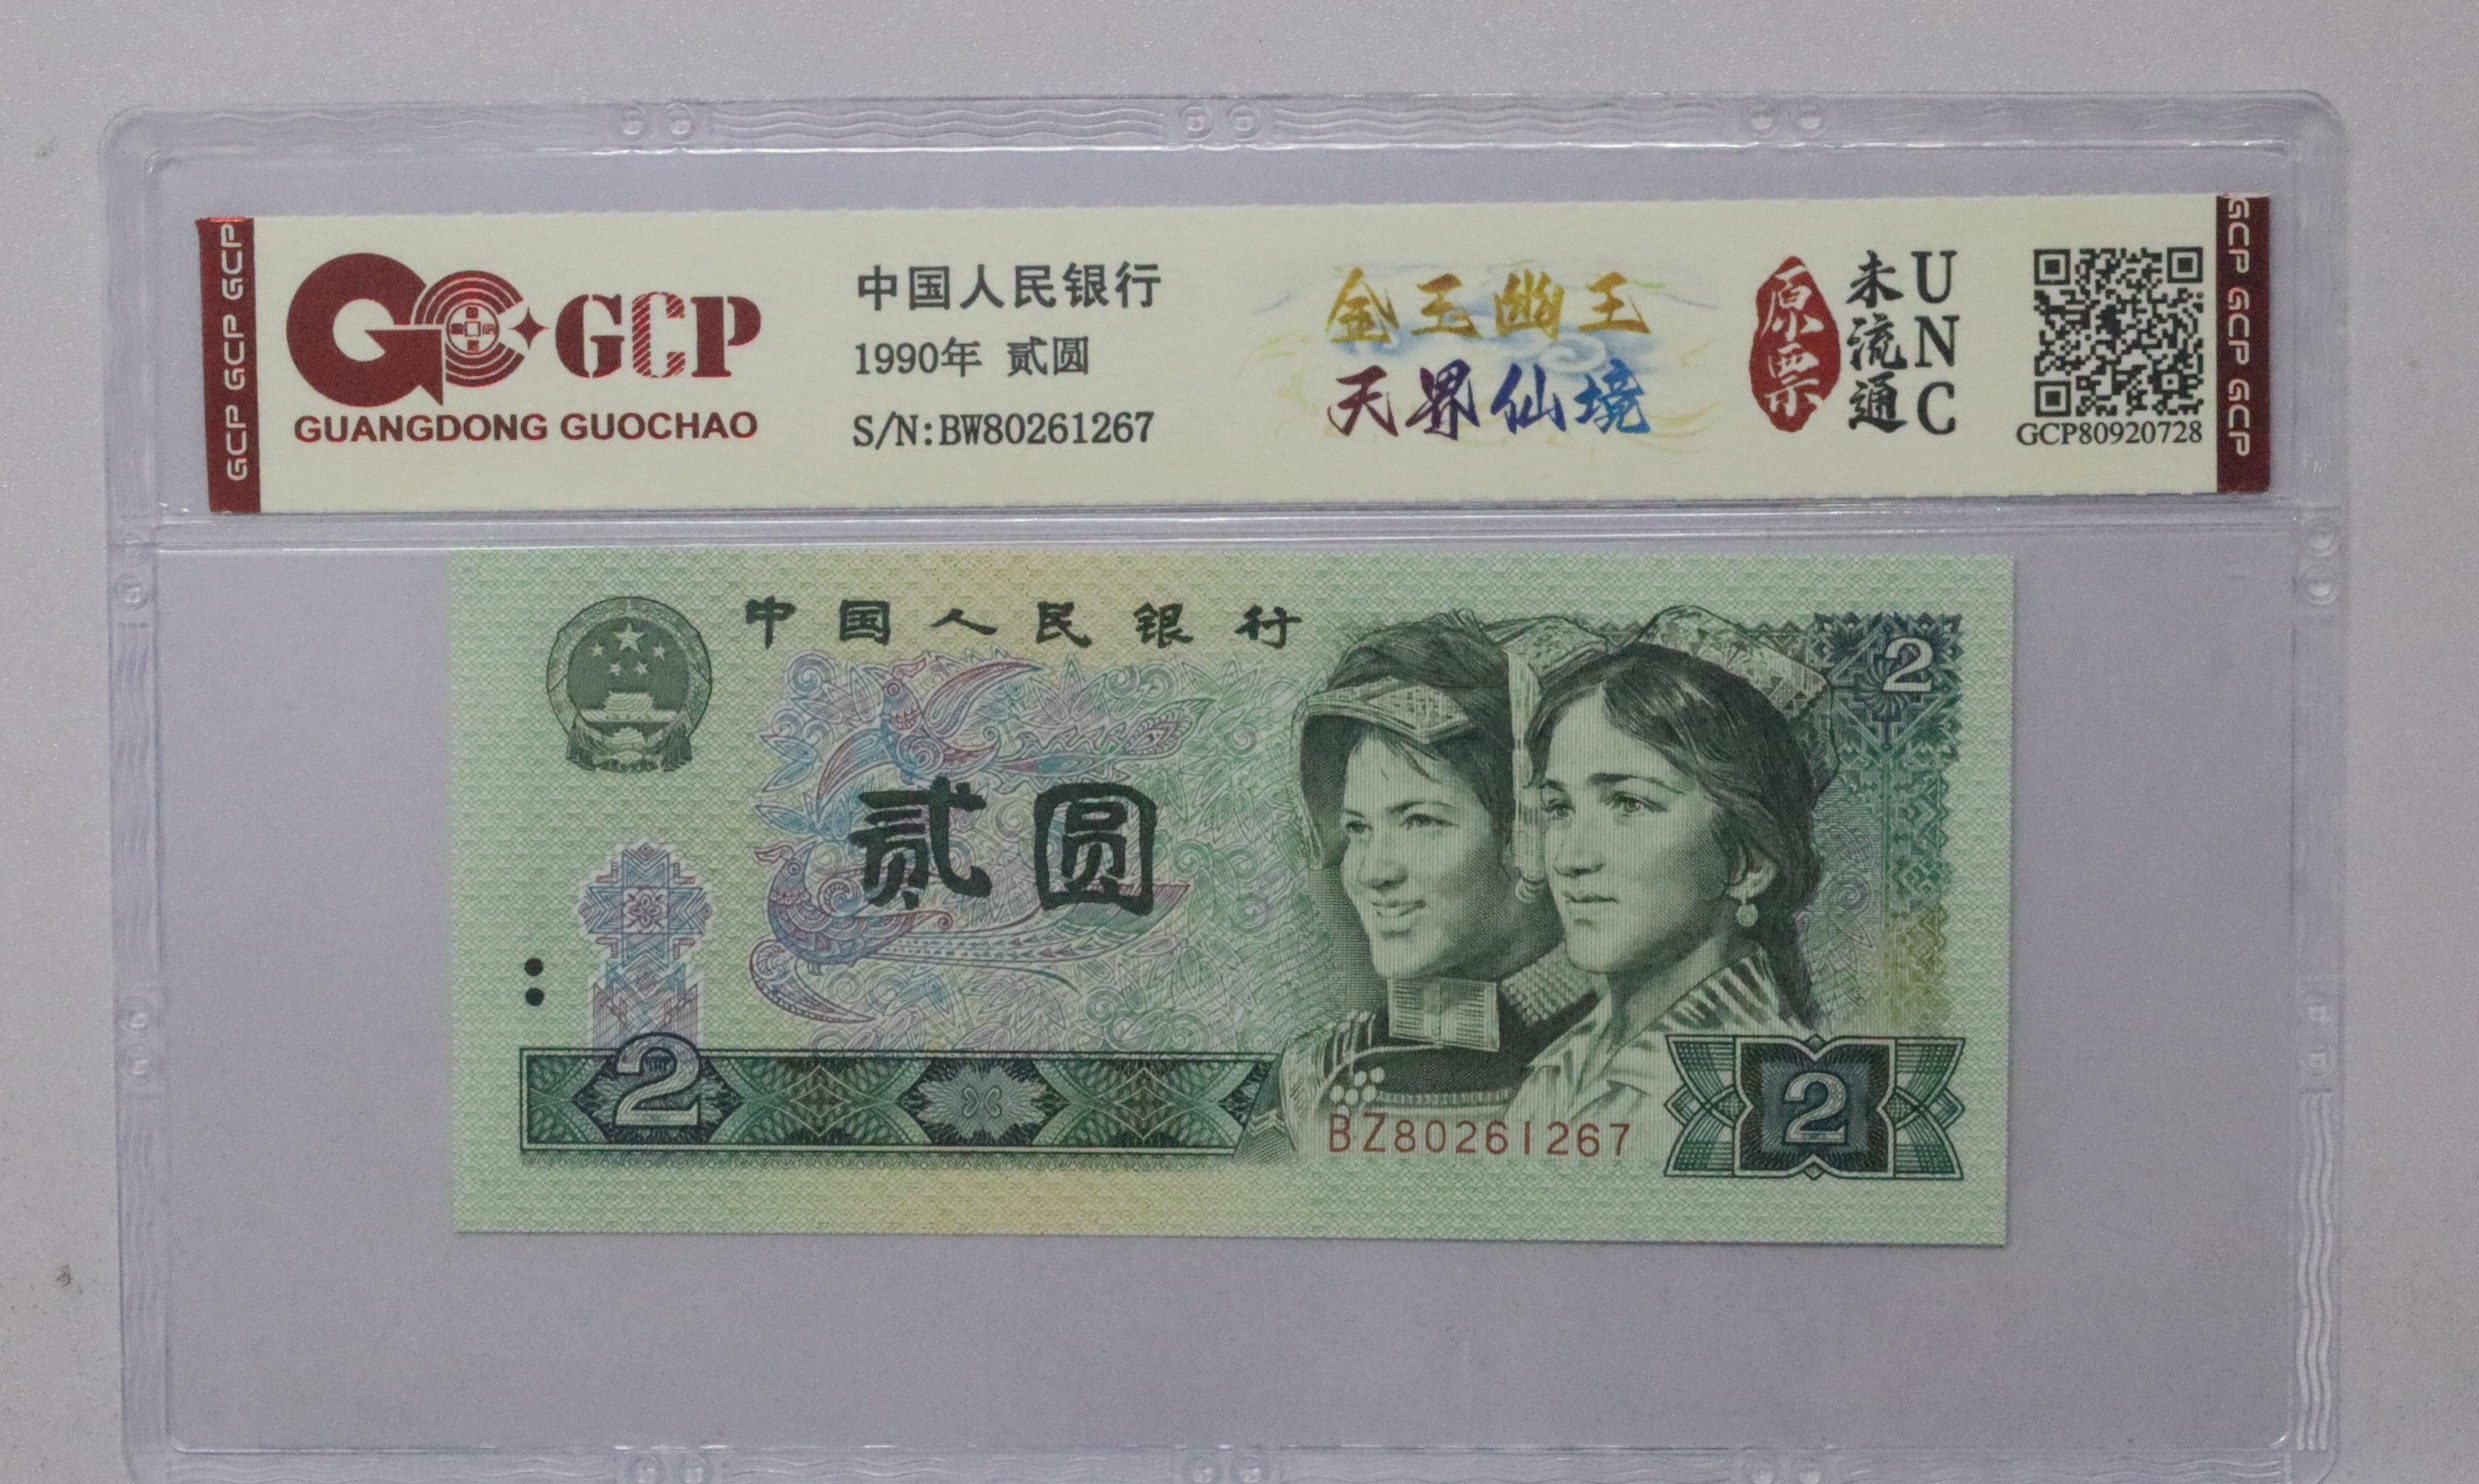 GCP GCP GCP
GCP
GUANGDONG GUOCHAO
中国人民银行
1990年 贰圆
S/N:BW80261267
金玉幽王
天界仙境
原票
未流通
UNC
GCP80920728
GCP GCP GCP
中国人民银行
2
贰圆
2
BZ80261267
2